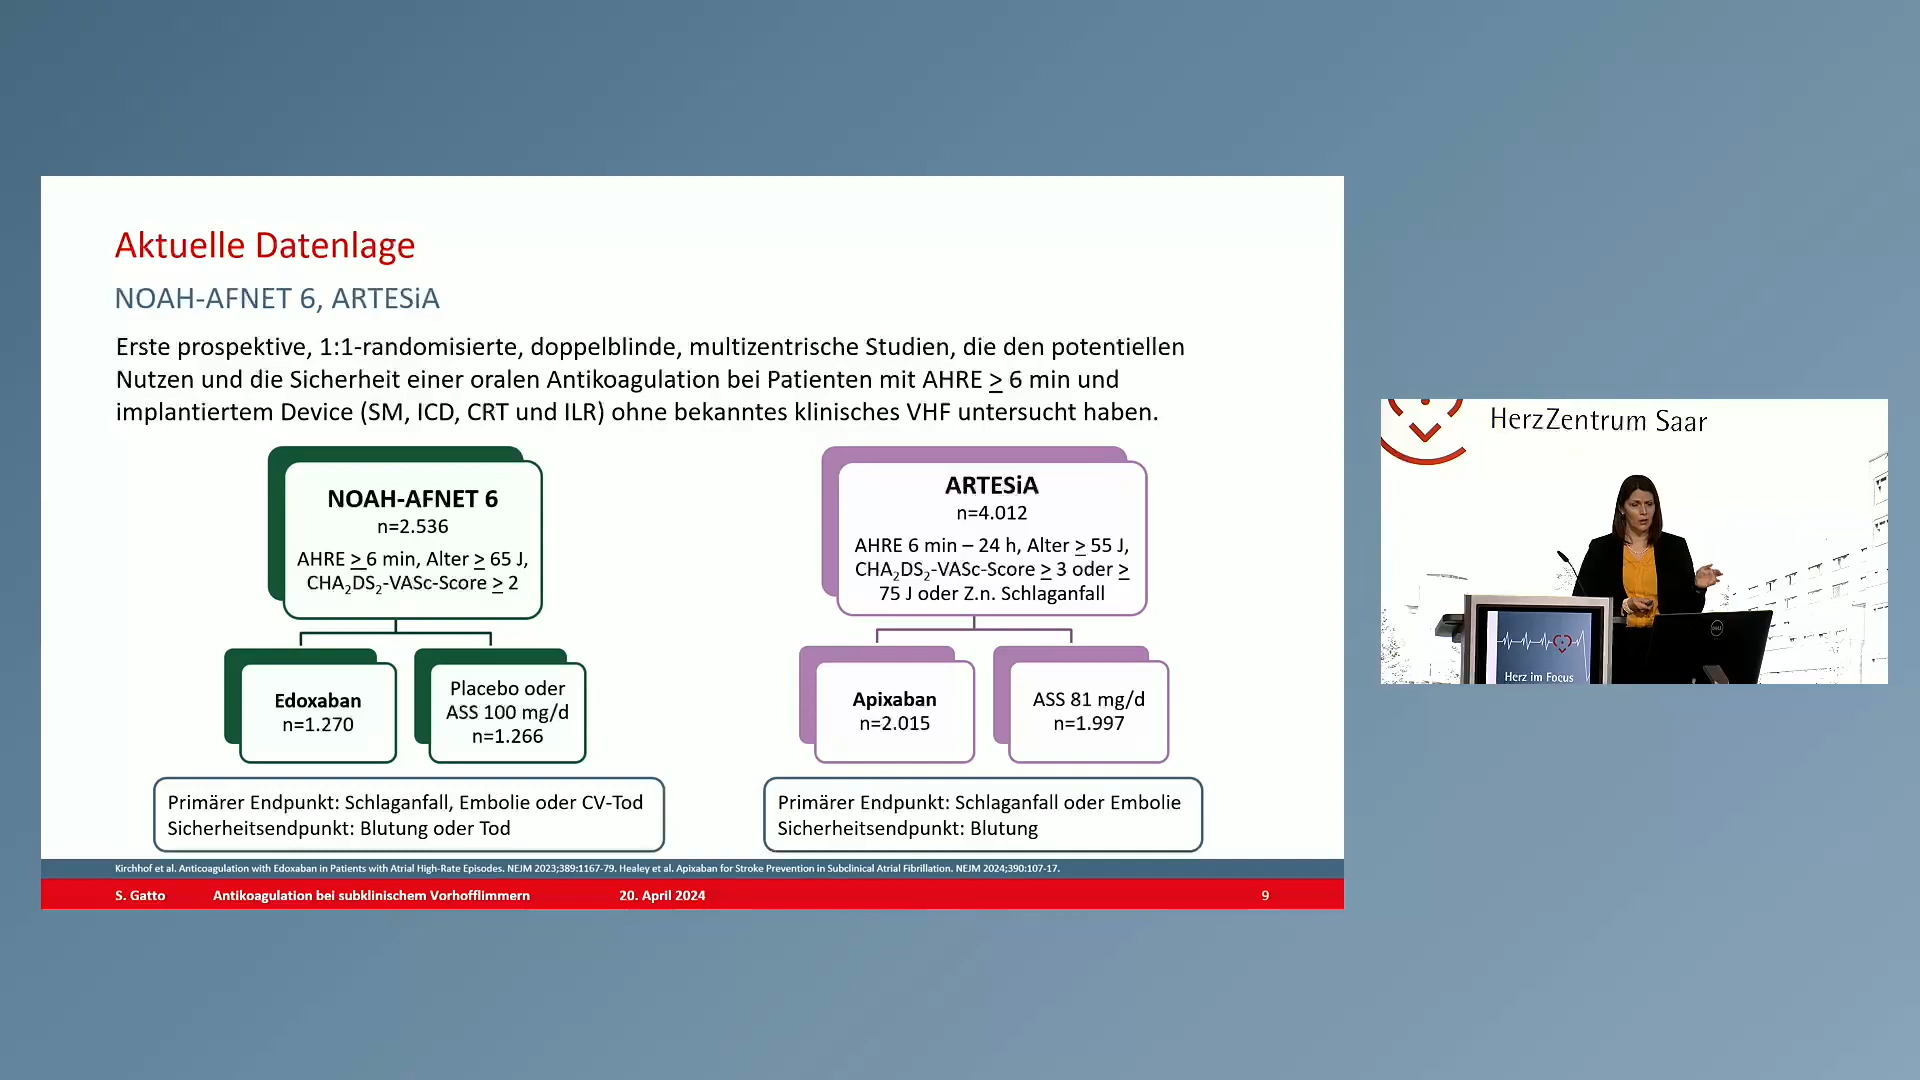 Aktuelle Datenlage
NOAH-AFNET 6, ARTESiA
Erste prospektive, 1:1-randomisierte, doppelblinde, multizentrische Studien, die den potentiellen
Nutzen und die Sicherheit einer oralen Antikoagulation bei Patienten mit AHRE ≥ 6 min und
implantiertem Device (SM, ICD, CRT und ILR) ohne bekanntes klinisches VHF untersucht haben.
NOAH-AFNET 6
n=2.536
AHRE ≥ 6 min, Alter ≥ 65 J,
CHA₂DS₂-VASc-Score ≥ 2
Edoxaban
n=1.270
Placebo oder
ASS 100 mg/d
n=1.266
Primärer Endpunkt: Schlaganfall, Embolie oder CV-Tod
Sicherheitsendpunkt: Blutung oder Tod
ARTESiA
n=4.012
AHRE 6 min – 24 h, Alter ≥ 55 J,
CHA₂DS₂-VASc-Score ≥ 3 oder ≥
75 J oder Z.n. Schlaganfall
Apixaban
n=2.015
ASS 81 mg/d
n=1.997
Primärer Endpunkt: Schlaganfall oder Embolie
Sicherheitsendpunkt: Blutung
Kirchhof et al. Anticoagulation with Edoxaban in Patients with Atrial High-Rate Episodes. NEJM 2023;389:1167-79. Healey et al. Apixaban for Stroke Prevention in Subclinical Atrial Fibrillation. NEJM 2024;390:107-17.
S. Gatto Antikoagulation bei subklinischem Vorhofflimmern 20. April 2024 9
HerzZentrum Saar
DELL
Herz im Focus